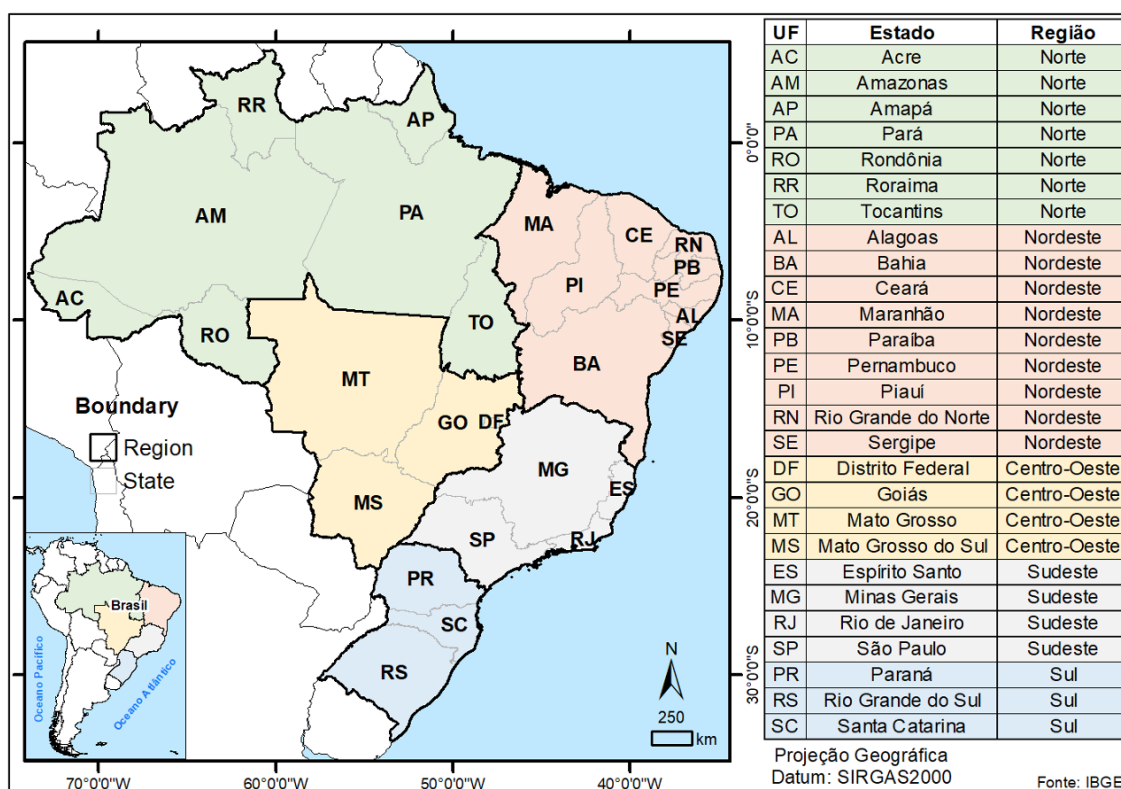 RR
AP
AM
PA
MA
CE
RN
PB
PI
PE
AC
AL
TO
SE
RO
BA
MT
GO
DF
MG
ES
MS
SP
RJ
PR
SC
RS
Boundary
Region
State
Brasil
Oceano Pacífico
Oceano Atlântico
N
250
km
0°0'0"
10°0'0"S
20°0'0"S
30°0'0"S
70°0'0"W
60°0'0"W
50°0'0"W
40°0'0"W
UF Estado Região
AC Acre Norte
AM Amazonas Norte
AP Amapá Norte
PA Pará Norte
RO Rondônia Norte
RR Roraima Norte
TO Tocantins Norte
AL Alagoas Nordeste
BA Bahia Nordeste
CE Ceará Nordeste
MA Maranhão Nordeste
PB Paraíba Nordeste
PE Pernambuco Nordeste
PI Piauí Nordeste
RN Rio Grande do Norte Nordeste
SE Sergipe Nordeste
DF Distrito Federal Centro-Oeste
GO Goiás Centro-Oeste
MT Mato Grosso Centro-Oeste
MS Mato Grosso do Sul Centro-Oeste
ES Espírito Santo Sudeste
MG Minas Gerais Sudeste
RJ Rio de Janeiro Sudeste
SP São Paulo Sudeste
PR Paraná Sul
RS Rio Grande do Sul Sul
SC Santa Catarina Sul
Projeção Geográfica
Datum: SIRGAS2000
Fonte: IBGE